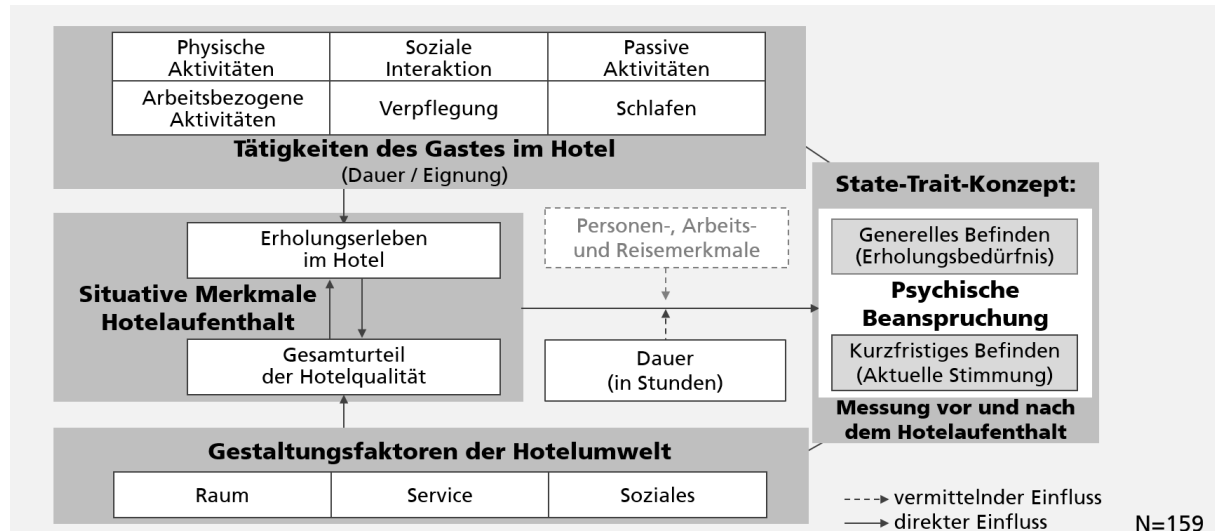 Physische
Aktivitäten
Soziale
Interaktion
Passive
Aktivitäten
Arbeitsbezogene
Aktivitäten
Verpflegung
Schlafen
Tätigkeiten des Gastes im Hotel
(Dauer / Eignung)
State-Trait-Konzept:
Erholungserleben
im Hotel
Situative Merkmale
Hotelaufenthalt
Gesamturteil
der Hotelqualität
Personen-, Arbeits-
und Reisemerkmale
Dauer
(in Stunden)
Generelles Befinden
(Erholungsbedürfnis)
Psychische
Beanspruchung
Kurzfristiges Befinden
(Aktuelle Stimmung)
Messung vor und nach
dem Hotelaufenthalt
Gestaltungsfaktoren der Hotelumwelt
Raum
Service
Soziales
vermittelnder Einfluss
direkter Einfluss
N=159